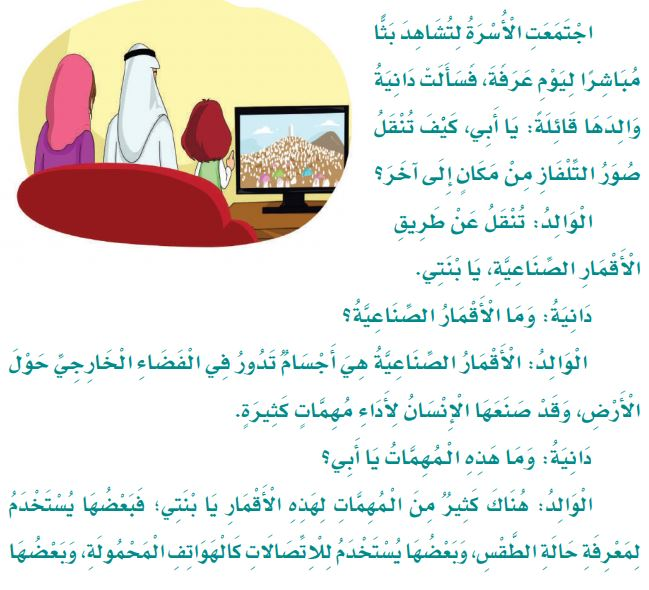 اجْتَمَعَتِ الْأُسْرَةُ لِتُشَاهِدَ بَثًّا
مُبَاشِرًا لِيَوْمِ عَرَفَةَ، فَسَأَلَتْ دَانِيَةُ
وَالِدَهَا قَائِلَةً: يَا أَبِي، كَيْفَ تُنْقَلُ
صُوَرُ التِّلْفَازِ مِنْ مَكَانٍ إِلَى آخَرَ؟
الْوَالِدُ: تُنْقَلُ عَنْ طَرِيقِ
الْأَقْمَارِ الصِّنَاعِيَّةِ، يَا بْنَتِي.
دَانِيَةُ: وَمَا الْأَقْمَارُ الصِّنَاعِيَّةُ؟
الْوَالِدُ: الْأَقْمَارُ الصِّنَاعِيَّةُ هِيَ أَجْسَامٌ تَدُورُ فِي الْفَضَاءِ الْخَارِجِيِّ حَوْلَ
الْأَرْضِ، وَقَدْ صَنَعَهَا الْإِنْسَانُ لِأَدَاءِ مُهِمَّاتٍ كَثِيرَةٍ.
دَانِيَةُ: وَمَا هَذِهِ الْمُهِمَّاتُ يَا أَبِي؟
الْوَالِدُ: هُنَاكَ كَثِيرٌ مِنَ الْمُهِمَّاتِ لِهَذِهِ الْأَقْمَارِ يَا بْنَتِي؛ فَبَعْضُهَا يُسْتَخْدَمُ
لِمَعْرِفَةِ حَالَةِ الطَّقْسِ، وَبَعْضُهَا يُسْتَخْدَمُ لِلْاِتِّصَالَاتِ كَالْهَوَاتِفِ الْمَحْمُولَةِ، وَبَعْضُهَا